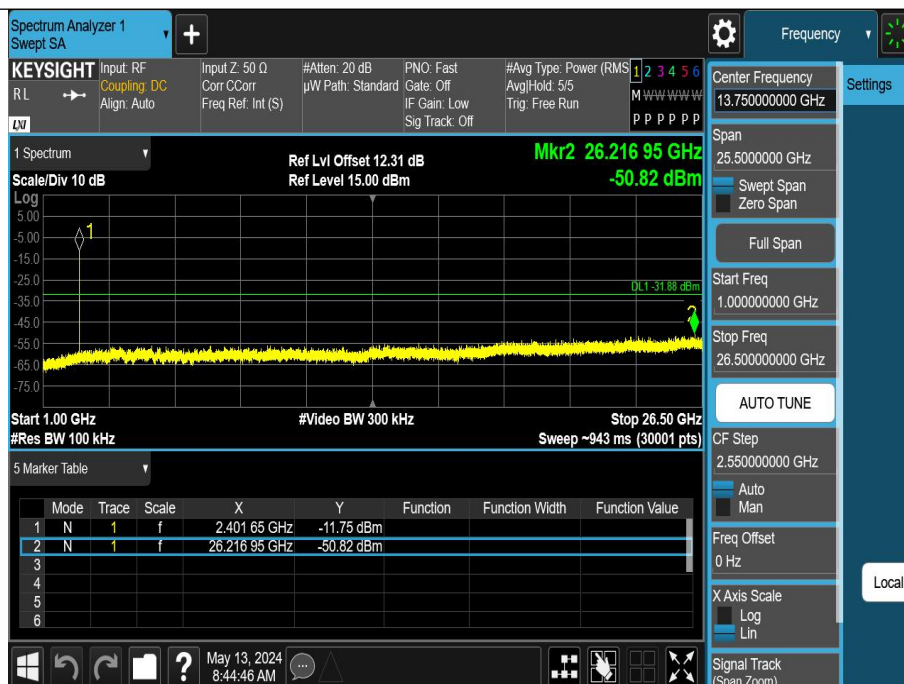 Spectrum Analyzer 1
Swept SA
+
Frequency
KEYSIGHT
RL
LXI
Input: RF
Coupling: DC
Align: Auto
Input Z: 50 Ω
Corr CCorr
Freq Ref: Int (S)
#Atten: 20 dB
µW Path: Standard
PNO: Fast
Gate: Off
IF Gain: Low
Sig Track: Off
#Avg Type: Power (RMS
Avg|Hold: 5/5
Trig: Free Run
1 2 3 4 5 6
M W W W W W
P P P P P P
1 Spectrum
Scale/Div 10 dB
Ref Lvl Offset 12.31 dB
Ref Level 15.00 dBm
Mkr2 26.216 95 GHz
-50.82 dBm
Log
5.00
-5.00
-15.0
-25.0
-35.0
-45.0
-55.0
-65.0
-75.0
1
DL1 -31.88 dBm
2
Start 1.00 GHz
#Video BW 300 kHz
Stop 26.50 GHz
#Res BW 100 kHz
Sweep ~943 ms (30001 pts)
5 Marker Table
Mode Trace Scale X Y Function Function Width Function Value
1 N 1 f 2.401 65 GHz -11.75 dBm
2 N 1 f 26.216 95 GHz -50.82 dBm
3
4
5
6
?
May 13, 2024
8:44:46 AM
Center Frequency
13.750000000 GHz
Span
25.5000000 GHz
Swept Span
Zero Span
Full Span
Start Freq
1.000000000 GHz
Stop Freq
26.500000000 GHz
AUTO TUNE
CF Step
2.550000000 GHz
Auto
Man
Freq Offset
0 Hz
X Axis Scale
Log
Lin
Signal Track
(Span Zoom)
Settings
Local